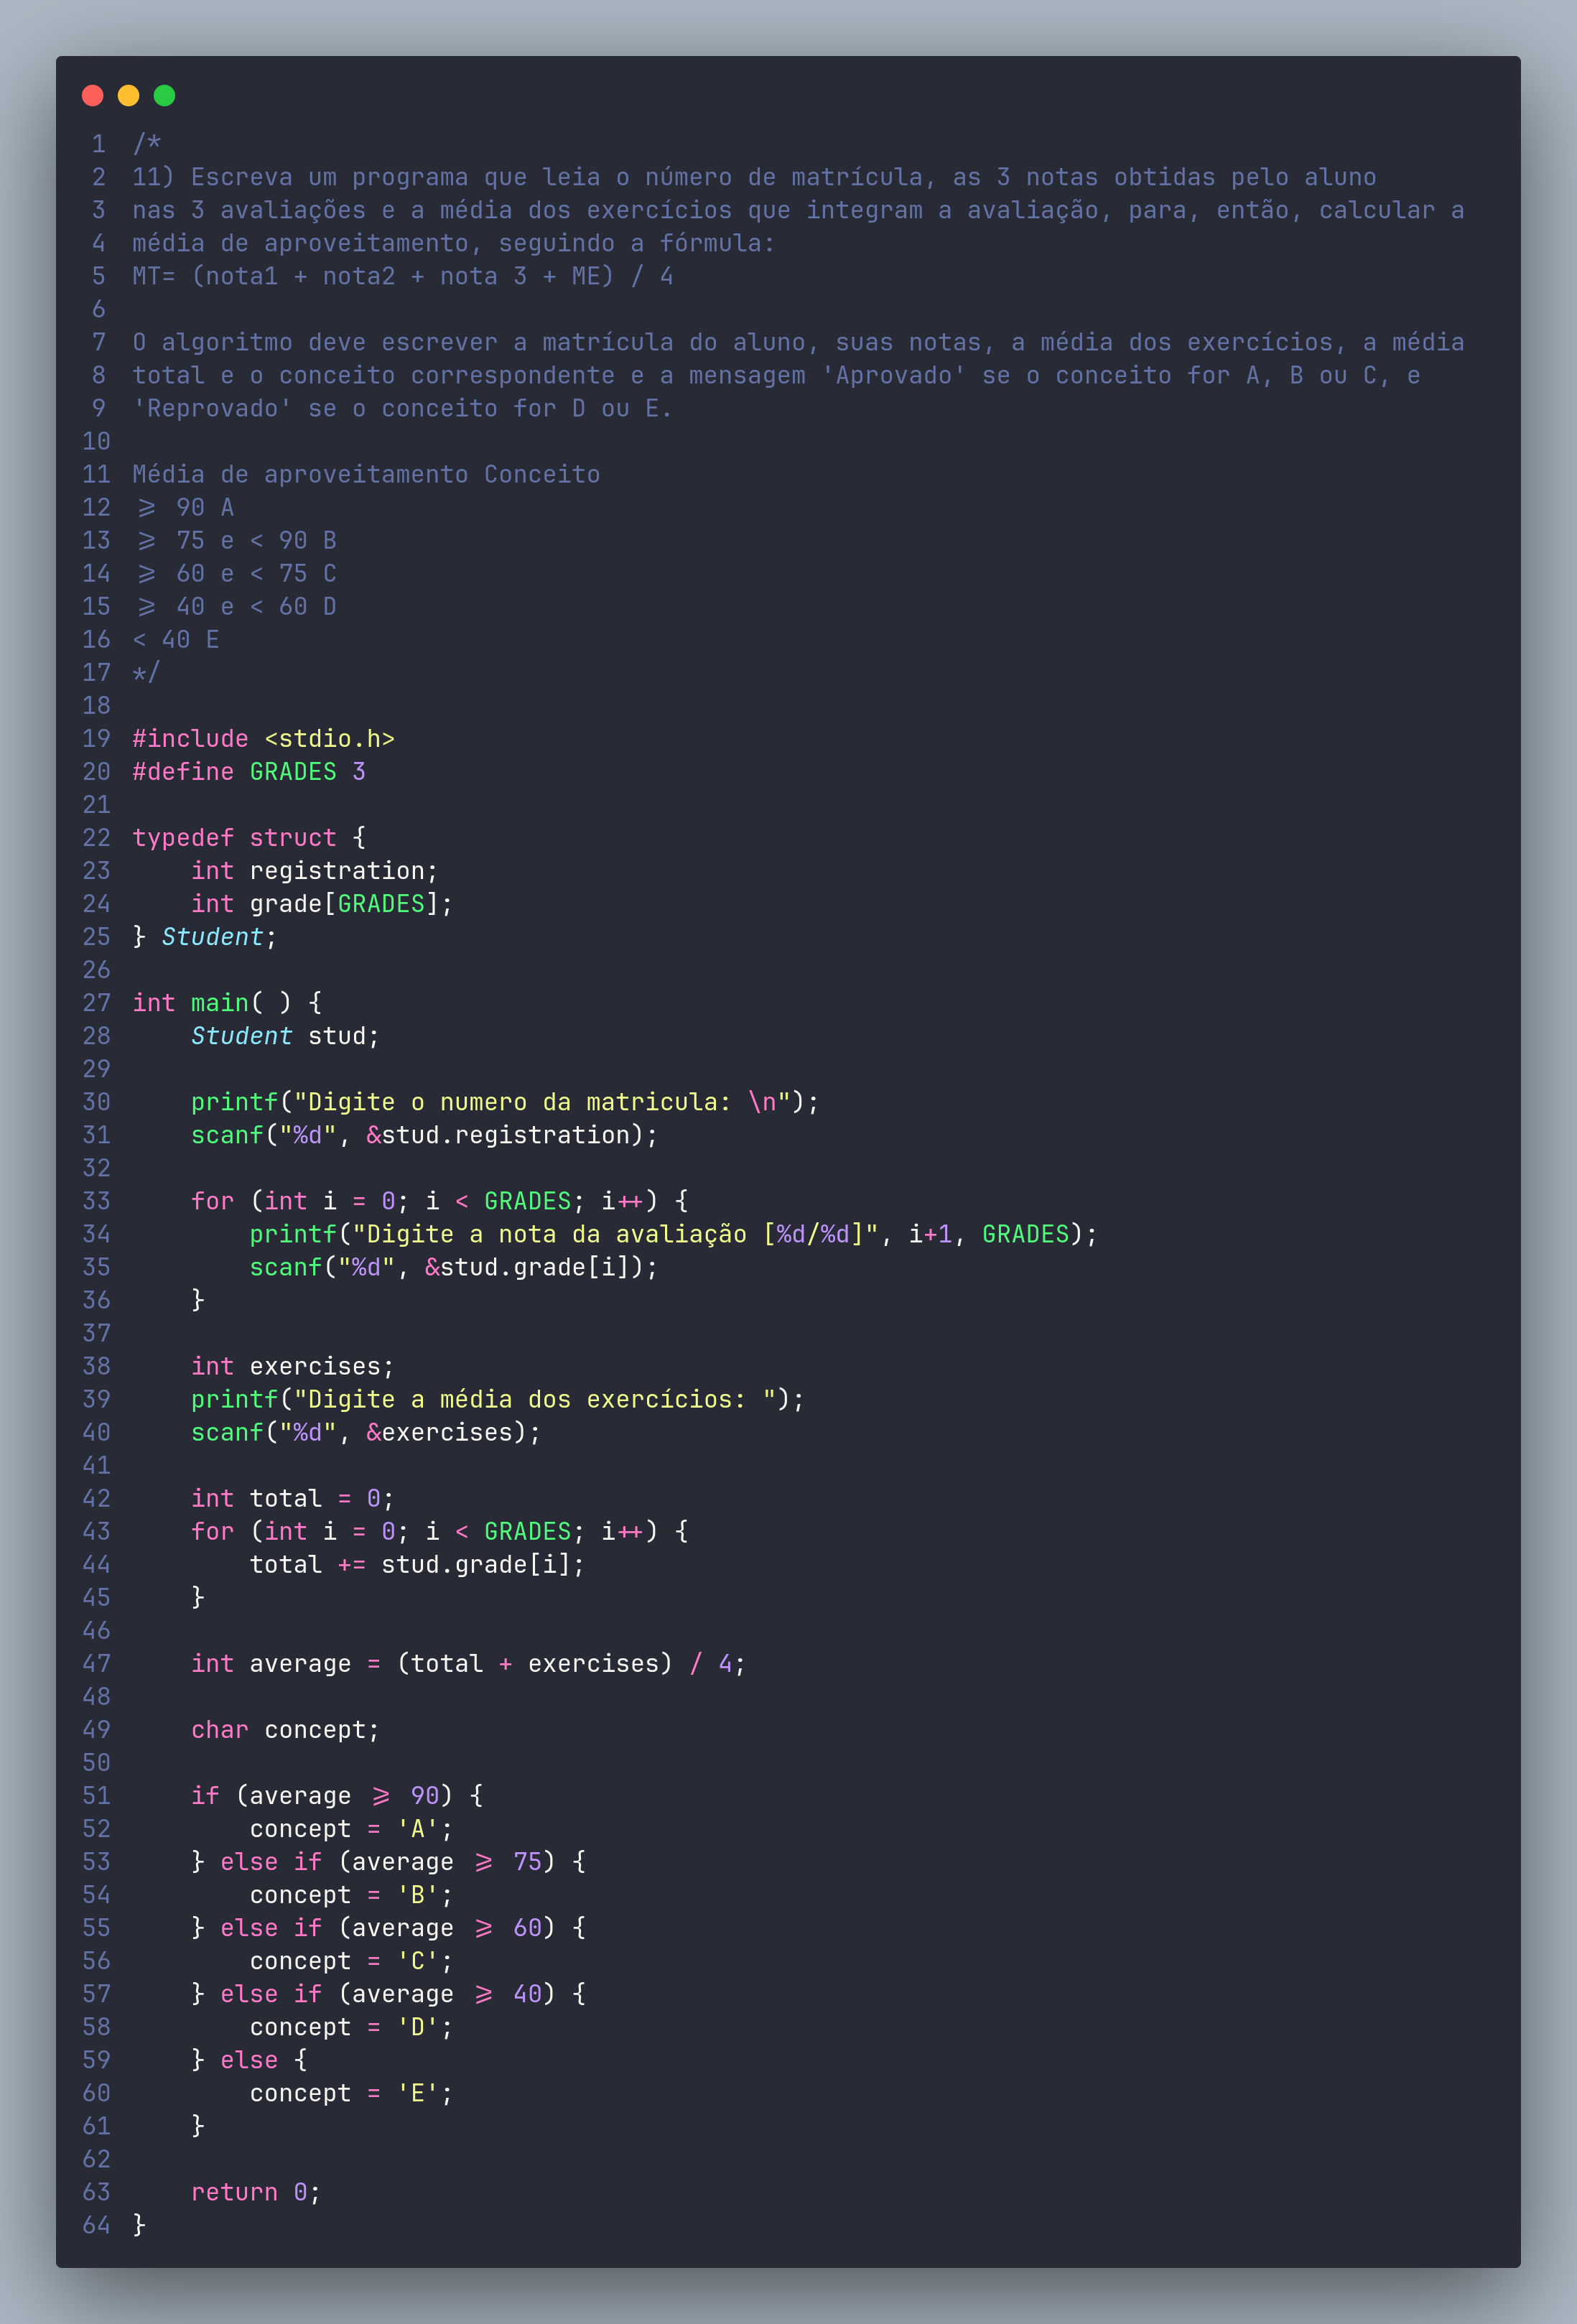 1 /*
2 11) Escreva um programa que leia o número de matrícula, as 3 notas obtidas pelo aluno
3 nas 3 avaliações e a média dos exercícios que integram a avaliação, para, então, calcular a
4 média de aproveitamento, seguindo a fórmula:
5 MT= (nota1 + nota2 + nota 3 + ME) / 4
6
7 O algoritmo deve escrever a matrícula do aluno, suas notas, a média dos exercícios, a média
8 total e o conceito correspondente e a mensagem 'Aprovado' se o conceito for A, B ou C, e
9 'Reprovado' se o conceito for D ou E.
10
11 Média de aproveitamento Conceito
12 >= 90 A
13 >= 75 e < 90 B
14 >= 60 e < 75 C
15 >= 40 e < 60 D
16 < 40 E
17 */
18
19 #include <stdio.h>
20 #define GRADES 3
21
22 typedef struct {
23     int registration;
24     int grade[GRADES];
25 } Student;
26
27 int main( ) {
28     Student stud;
29
30     printf("Digite o numero da matricula: \n");
31     scanf("%d", &stud.registration);
32
33     for (int i = 0; i < GRADES; i++) {
34         printf("Digite a nota da avaliação [%d/%d]", i+1, GRADES);
35         scanf("%d", &stud.grade[i]);
36     }
37
38     int exercises;
39     printf("Digite a média dos exercícios: ");
40     scanf("%d", &exercises);
41
42     int total = 0;
43     for (int i = 0; i < GRADES; i++) {
44         total += stud.grade[i];
45     }
46
47     int average = (total + exercises) / 4;
48
49     char concept;
50
51     if (average >= 90) {
52         concept = 'A';
53     } else if (average >= 75) {
54         concept = 'B';
55     } else if (average >= 60) {
56         concept = 'C';
57     } else if (average >= 40) {
58         concept = 'D';
59     } else {
60         concept = 'E';
61     }
62
63     return 0;
64 }